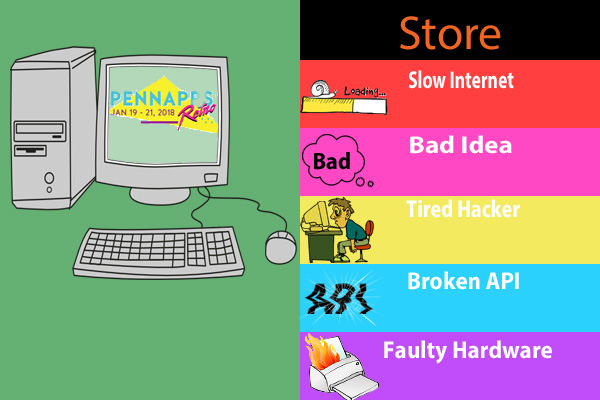 PENNAPPS
JAN 19 - 21, 2018
Retro
Store
Loading...
Slow Internet
Bad
Bad Idea
Tired Hacker
API
Broken API
Faulty Hardware